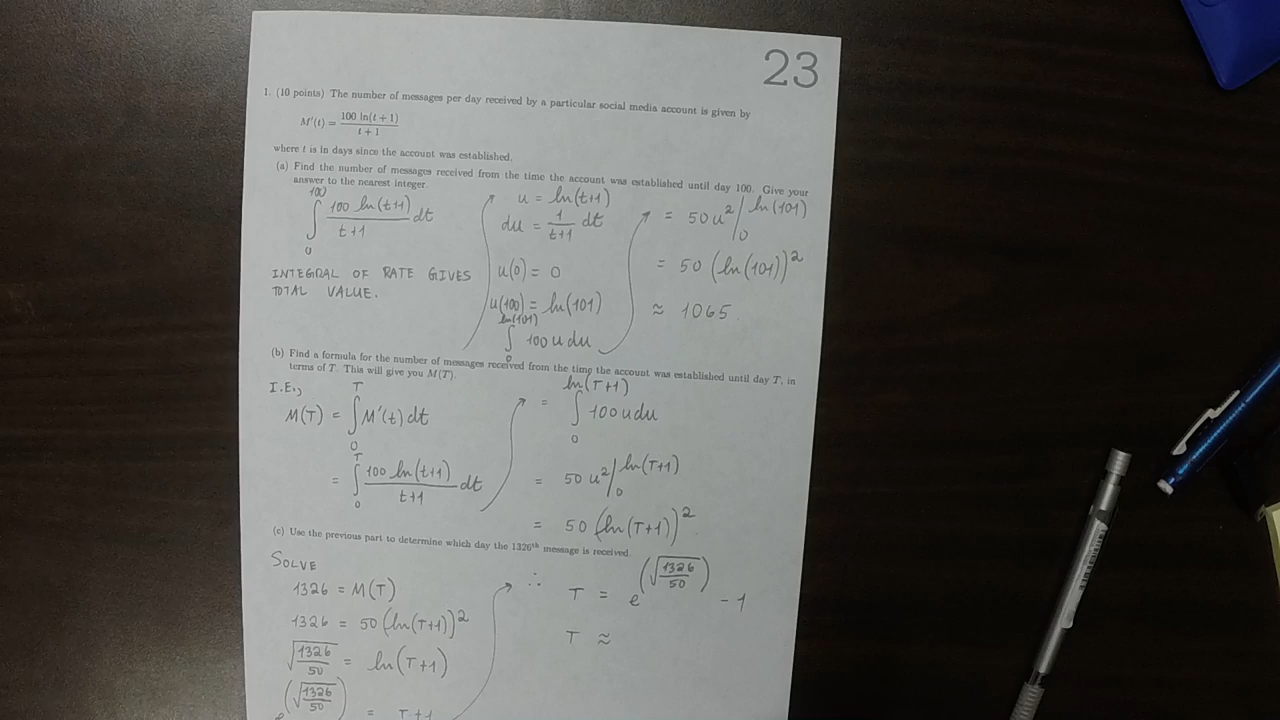 23
1. (10 points) The number of messages per day received by a particular social media account is given by
M'(t) = 100 ln(t + 1) / t + 1
where t is in days since the account was established.
(a) Find the number of messages received from the time the account was established until day 100. Give your
answer to the nearest integer.
∫₀¹⁰⁰ 100 ln(t+1) / t+1 dt
INTEGRAL OF RATE GIVES
TOTAL VALUE.
u = ln(t+1)
du = 1/t+1 dt
u(0) = 0
u(100) = ln(101)
∫₀^ln(101) 100 u du
= 50u² |₀^ln(101)
= 50 (ln(101))²
≈ 1065.
(b) Find a formula for the number of messages received from the time the account was established until day T, in
terms of T. This will give you M(T).
I.E.,
M(T) = ∫₀ᵀ M'(t) dt
= ∫₀ᵀ 100 ln(t+1) / t+1 dt
= ∫₀^ln(T+1) 100 u du
= 50 u² |₀^ln(T+1)
= 50 (ln(T+1))².
(c) Use the previous part to determine which day the 1326th message is received.
SOLVE
1326 = M(T)
1326 = 50 (ln(T+1))²
√(1326/50) = ln(T+1)
e^(√(1326/50)) = T+1
∴ T = e^(√(1326/50)) - 1
T ≈